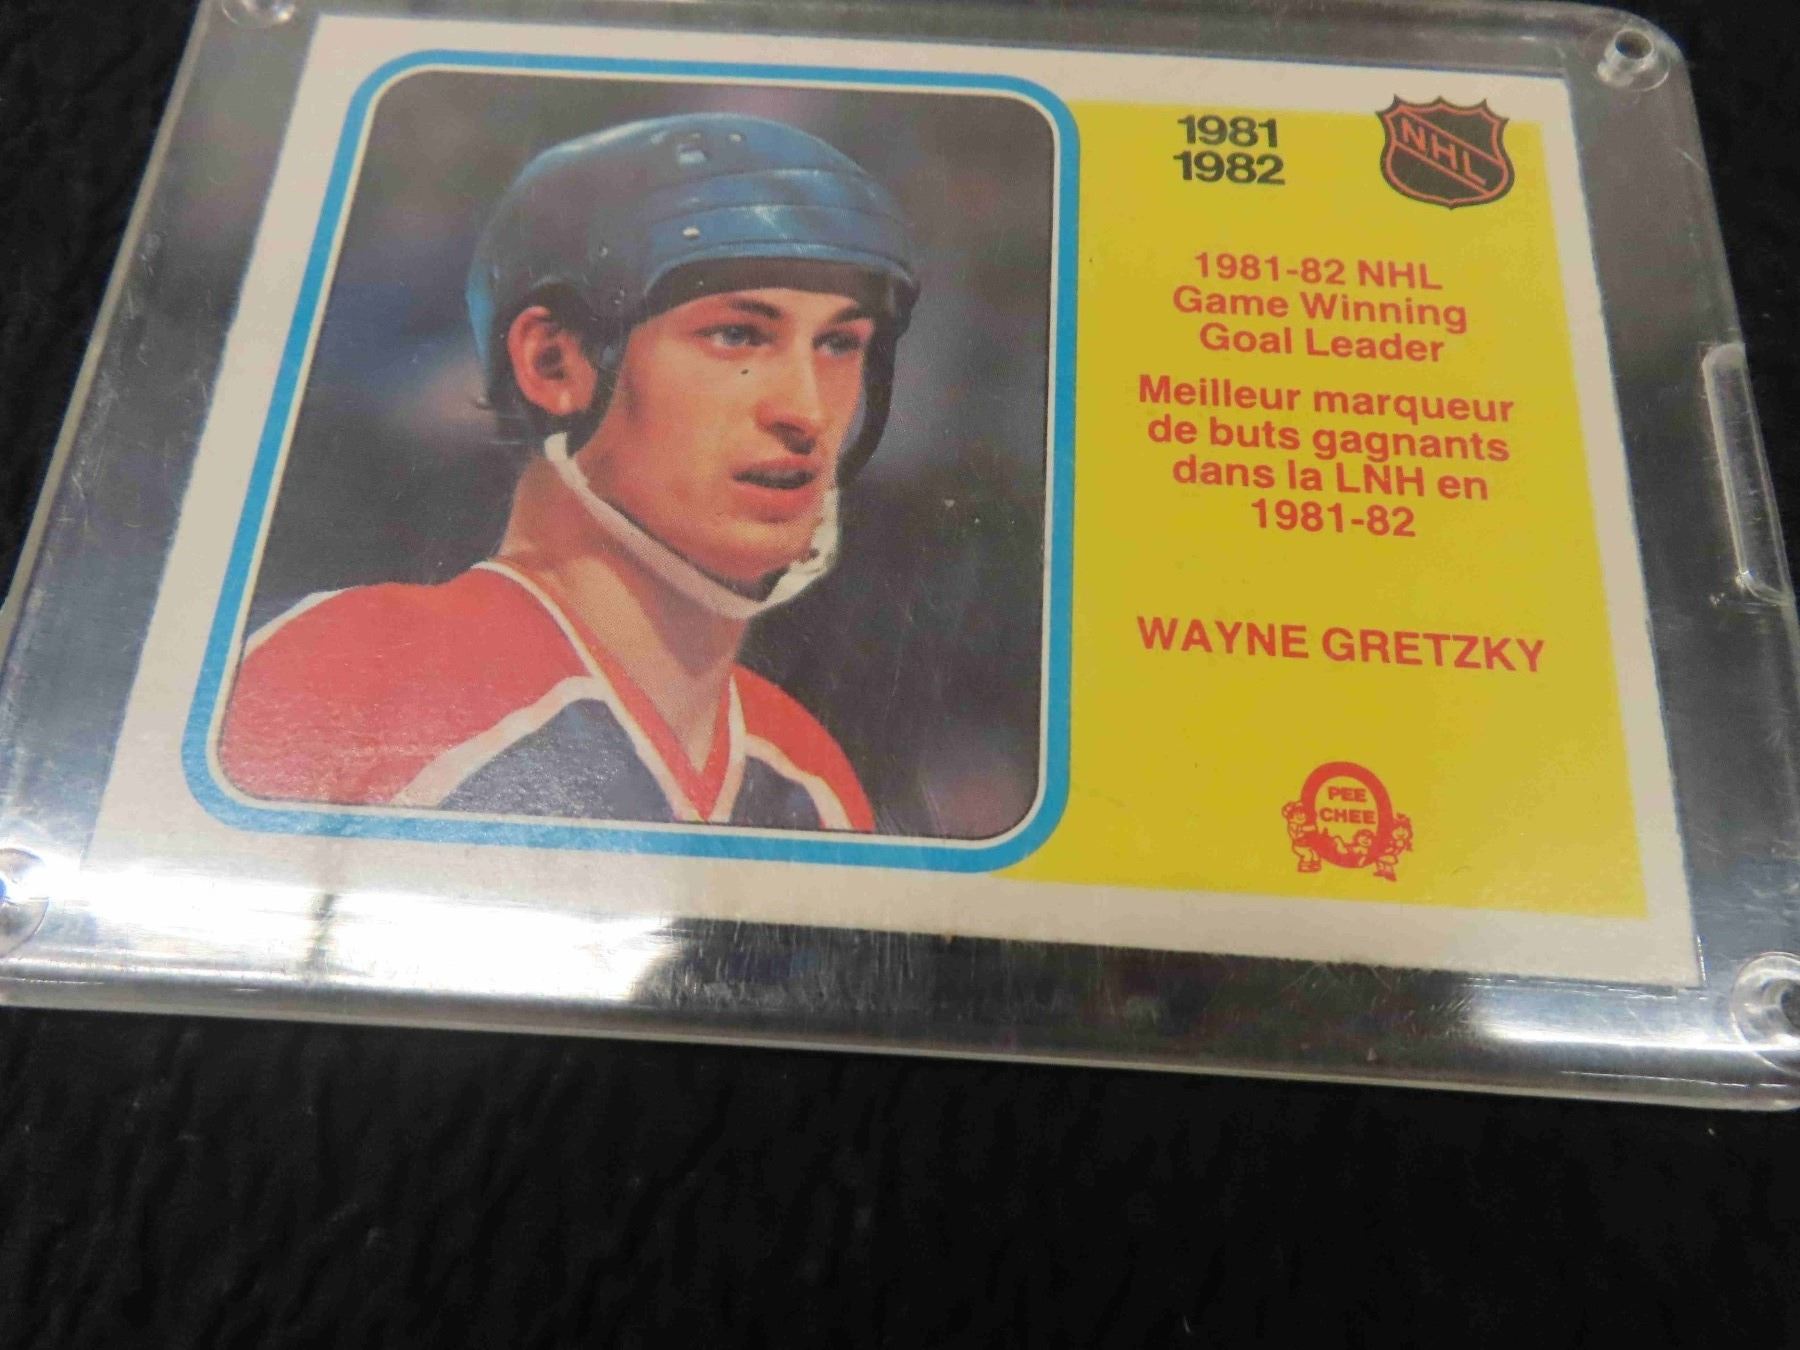 1981
1982
NHL
1981-82 NHL
Game Winning
Goal Leader
Meilleur marqueur
de buts gagnants
dans la LNH en
1981-82
WAYNE GRETZKY
PEE
CHEE